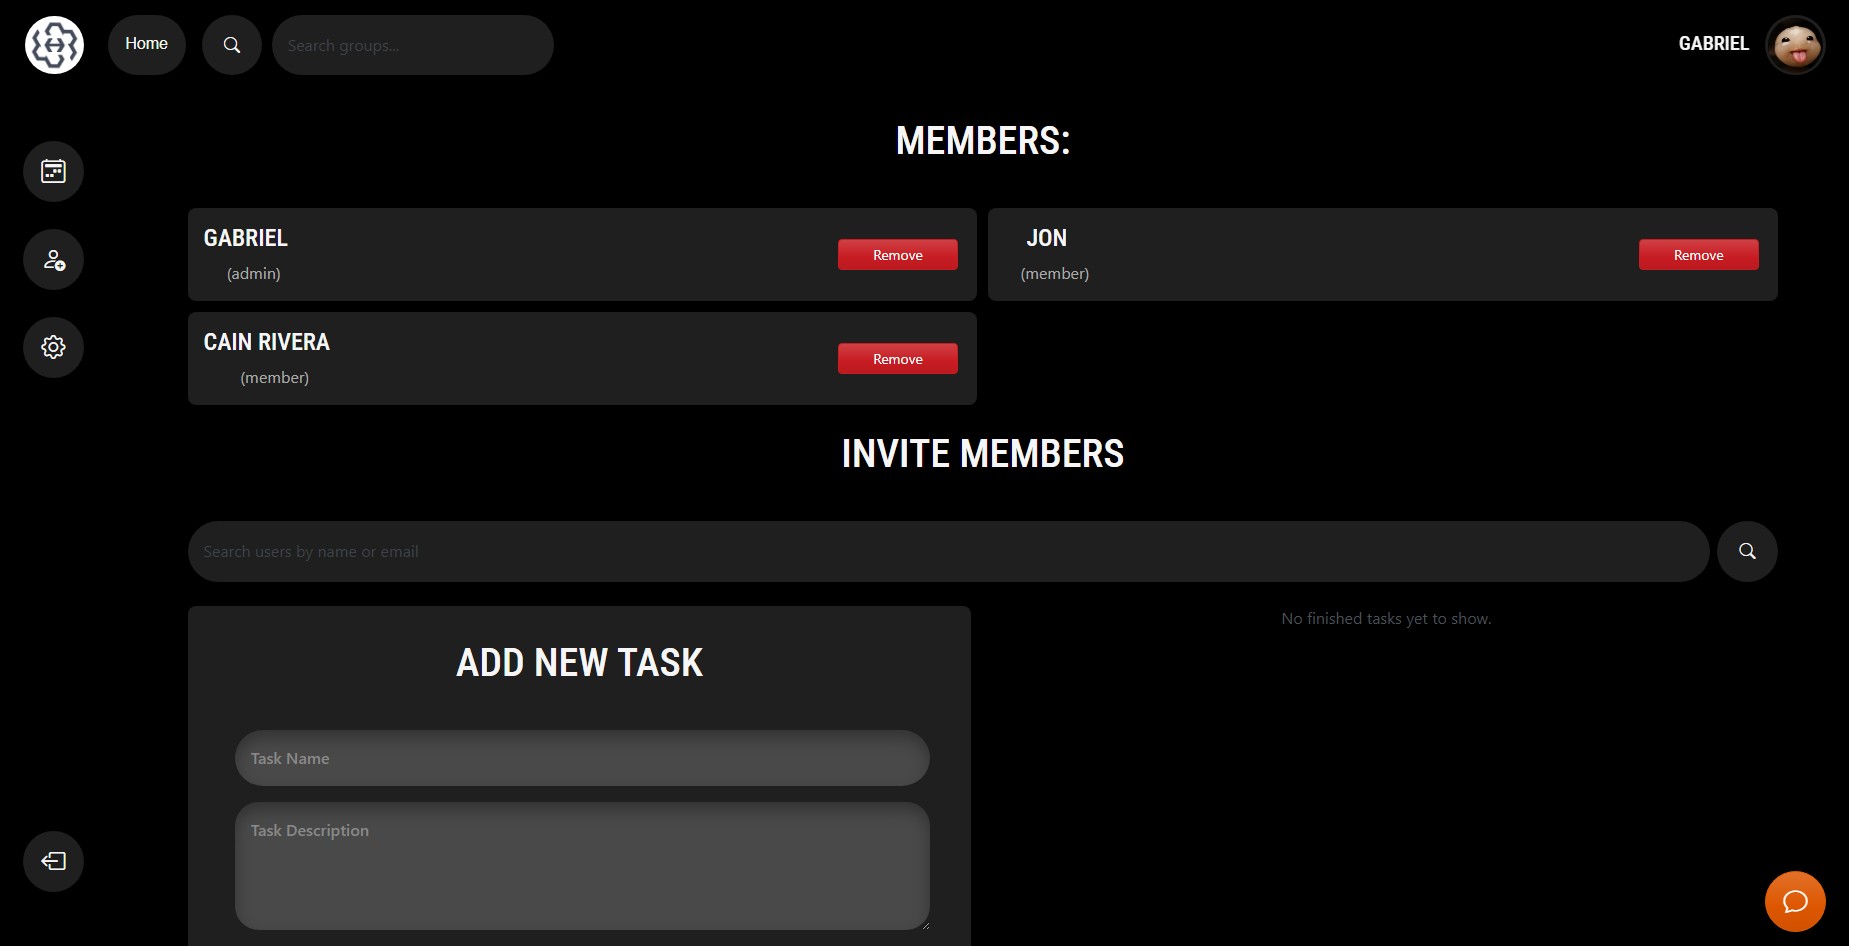 Home
Search groups...
GABRIEL
MEMBERS:
GABRIEL
(admin)
Remove
JON
(member)
Remove
CAIN RIVERA
(member)
Remove
INVITE MEMBERS
Search users by name or email
ADD NEW TASK
Task Name
Task Description
No finished tasks yet to show.